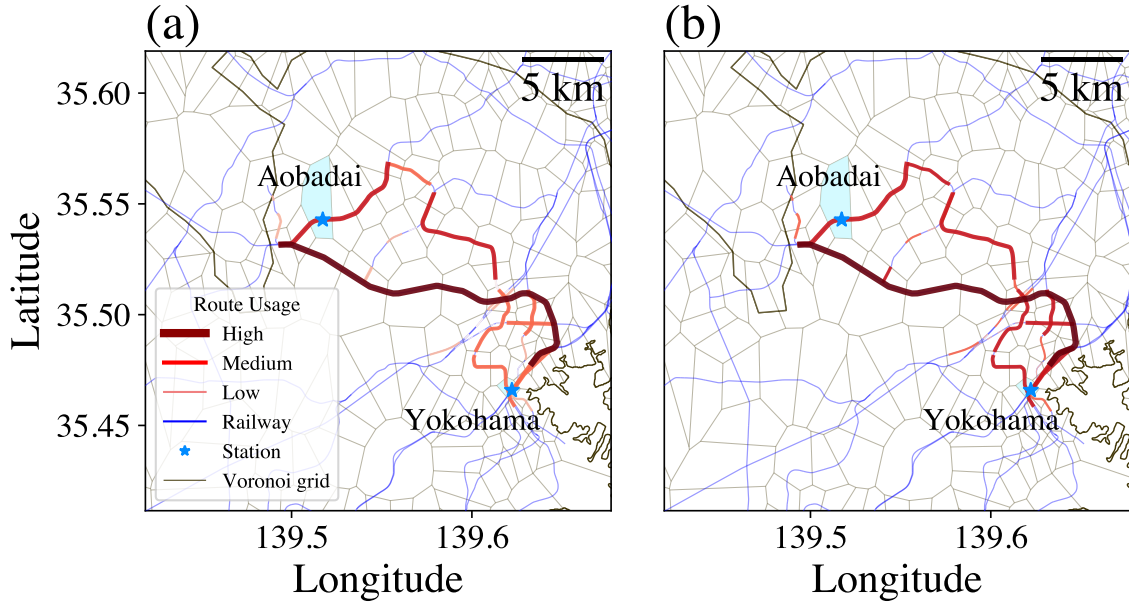 (a)
(b)
5 km
5 km
35.60
35.55
35.50
35.45
Latitude
Aobadai
Aobadai
Route Usage
High
Medium
Low
Railway
Station
Voronoi grid
Yokohama
Yokohama
139.5
139.6
139.5
139.6
Longitude
Longitude